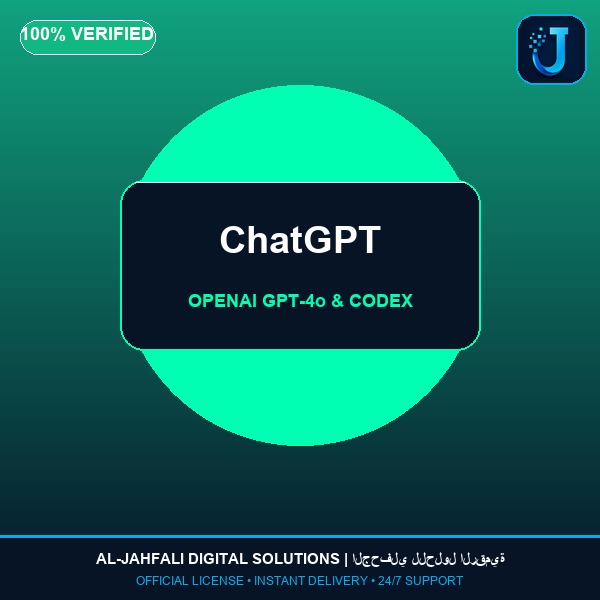 100% VERIFIED
ChatGPT
OPENAI GPT-4o & CODEX
AL-JAHFALI DIGITAL SOLUTIONS | الجحفلي للحلول الرقمية
OFFICIAL LICENSE • INSTANT DELIVERY • 24/7 SUPPORT